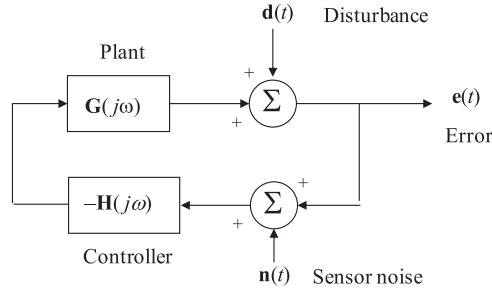 d(t) Disturbance
Plant
+
G(jω)
Σ
e(t)
+
Error
+
−H(jω)
Σ
+
Controller
n(t) Sensor noise